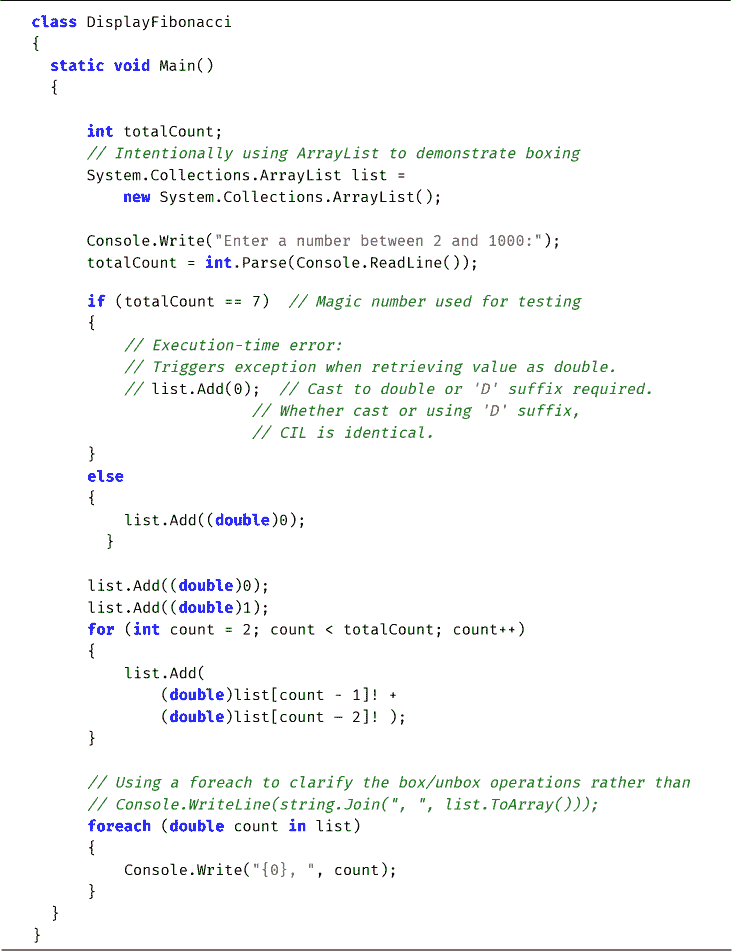 class DisplayFibonacci
{
  static void Main()
  {

      int totalCount;
      // Intentionally using ArrayList to demonstrate boxing
      System.Collections.ArrayList list =
          new System.Collections.ArrayList();

      Console.Write("Enter a number between 2 and 1000:");
      totalCount = int.Parse(Console.ReadLine());

      if (totalCount == 7)  // Magic number used for testing
      {
          // Execution-time error:
          // Triggers exception when retrieving value as double.
          // list.Add(0);  // Cast to double or 'D' suffix required.
                        // Whether cast or using 'D' suffix,
                        // CIL is identical.
      }
      else
      {
          list.Add((double)0);
        }

      list.Add((double)0);
      list.Add((double)1);
      for (int count = 2; count < totalCount; count++)
      {
          list.Add(
              (double)list[count - 1]! +
              (double)list[count – 2]! );
      }

      // Using a foreach to clarify the box/unbox operations rather than
      // Console.WriteLine(string.Join(", ", list.ToArray()));
      foreach (double count in list)
      {
          Console.Write("{0}, ", count);
      }
  }
}